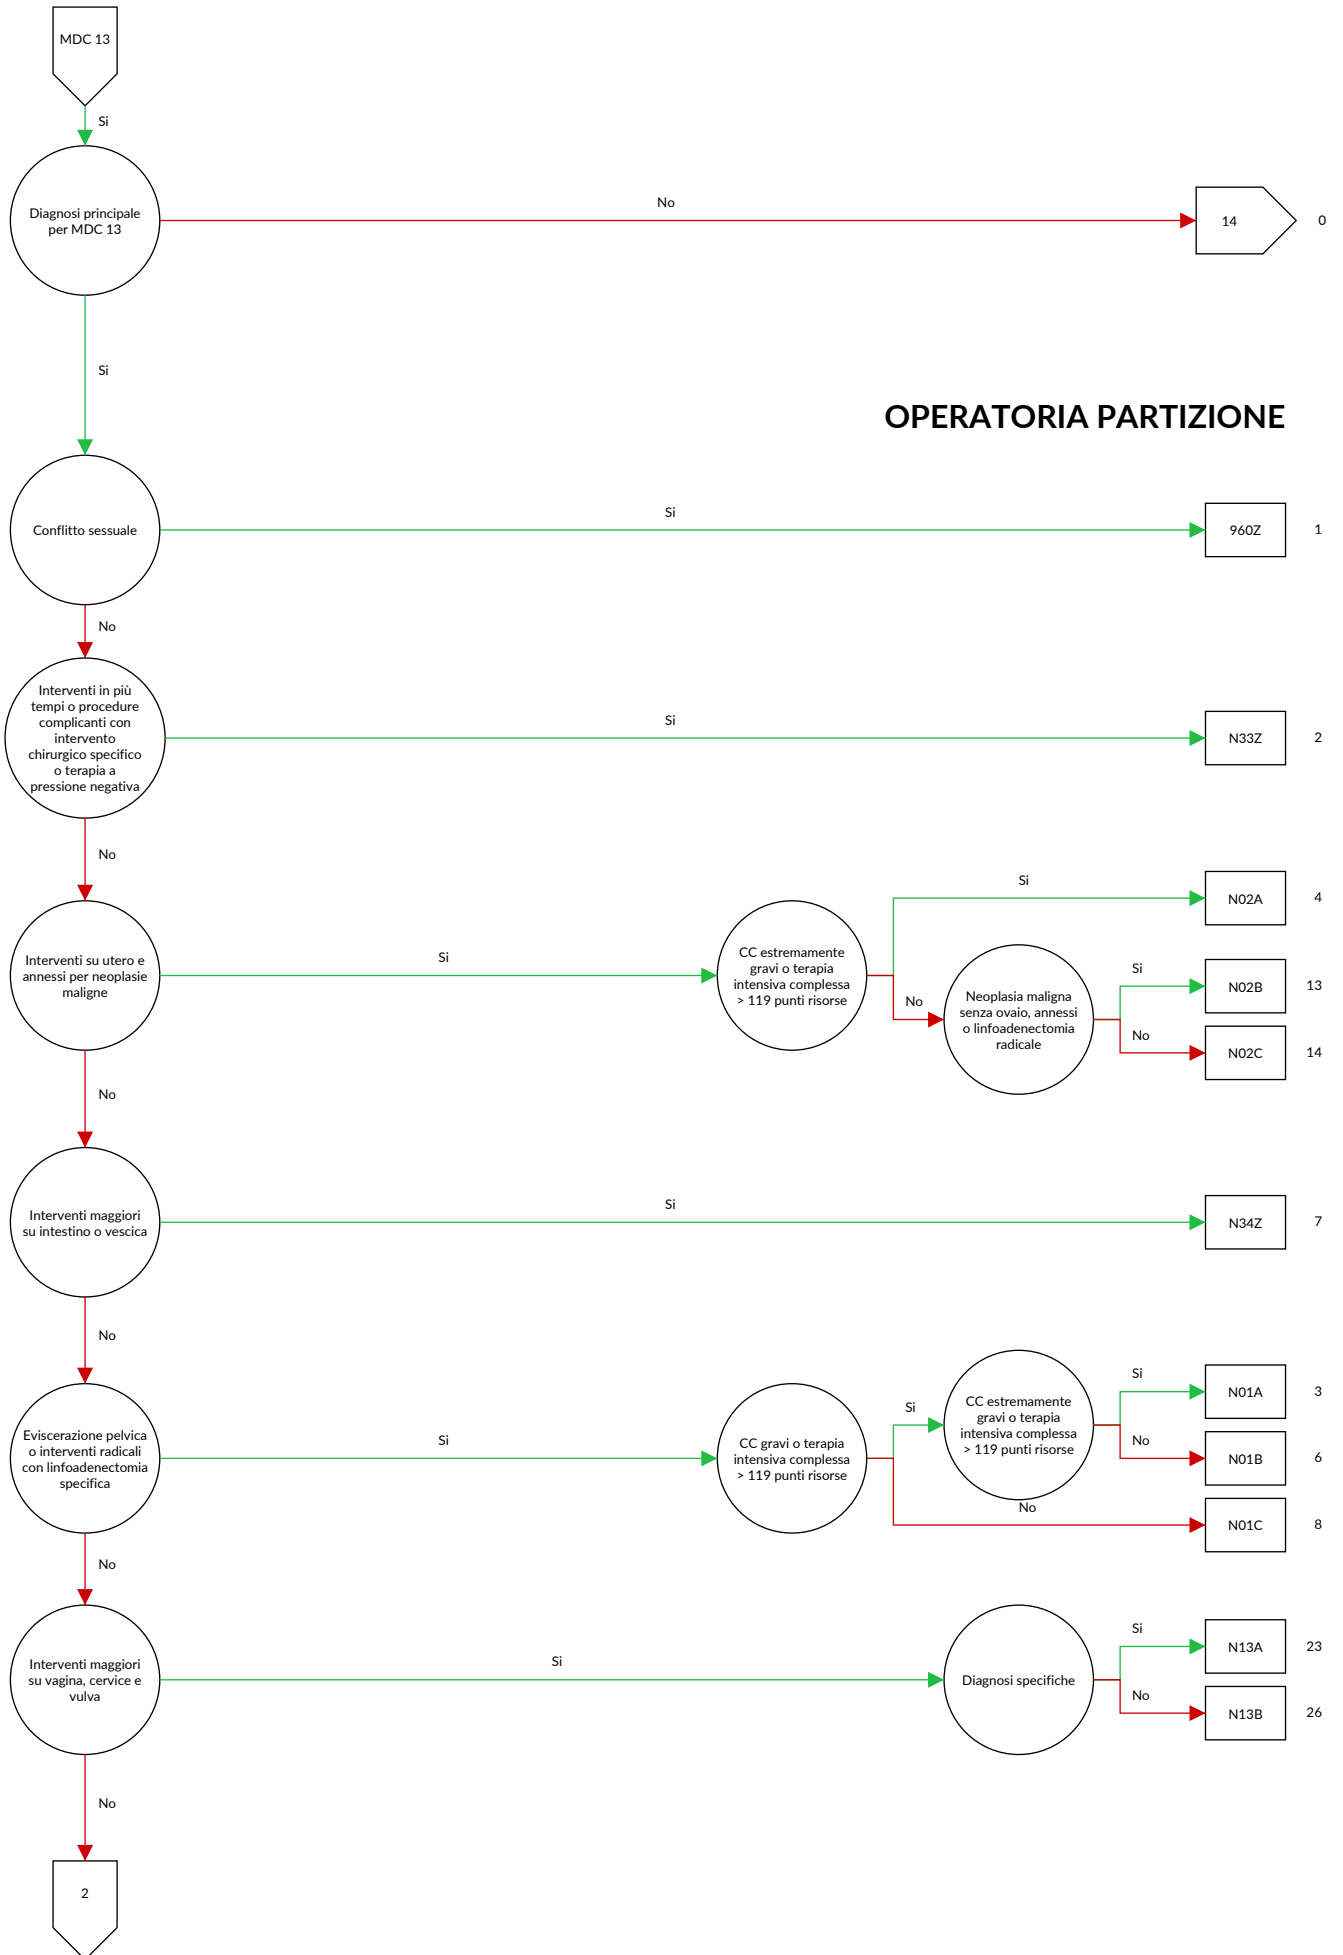 MDC 13
Si
Diagnosi principale
per MDC 13
No
14
0
Si
OPERATORIA PARTIZIONE
Conflitto sessuale
Si
960Z
1
No
Interventi in più
tempi o procedure
complicanti con
intervento
chirurgico specifico
o terapia a
pressione negativa
Si
N33Z
2
No
Interventi su utero e
annessi per neoplasie
maligne
Si
CC estremamente
gravi o terapia
intensiva complessa
> 119 punti risorse
Si
N02A
4
No
Neoplasia maligna
senza ovaio, annessi
o linfoadenectomia
radicale
Si
N02B
13
No
N02C
14
No
Interventi maggiori
su intestino o vescica
Si
N34Z
7
No
Eviscerazione pelvica
o interventi radicali
con linfoadenectomia
specifica
Si
CC gravi o terapia
intensiva complessa
> 119 punti risorse
Si
CC estremamente
gravi o terapia
intensiva complessa
> 119 punti risorse
Si
N01A
3
No
N01B
6
No
N01C
8
No
Interventi maggiori
su vagina, cervice e
vulva
Si
Diagnosi specifiche
Si
N13A
23
No
N13B
26
No
2